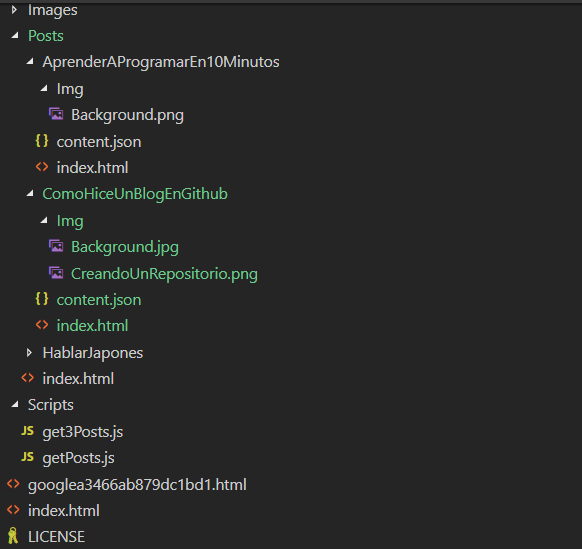 Images
Posts
AprenderAProgramarEn10Minutos
Img
Background.png
{ } content.json
<> index.html
ComoHiceUnBlogEnGithub
Img
Background.jpg
CreandoUnRepositorio.png
{ } content.json
<> index.html
HablarJapones
<> index.html
Scripts
JS get3Posts.js
JS getPosts.js
<> googlea3466ab879dc1bd1.html
<> index.html
LICENSE